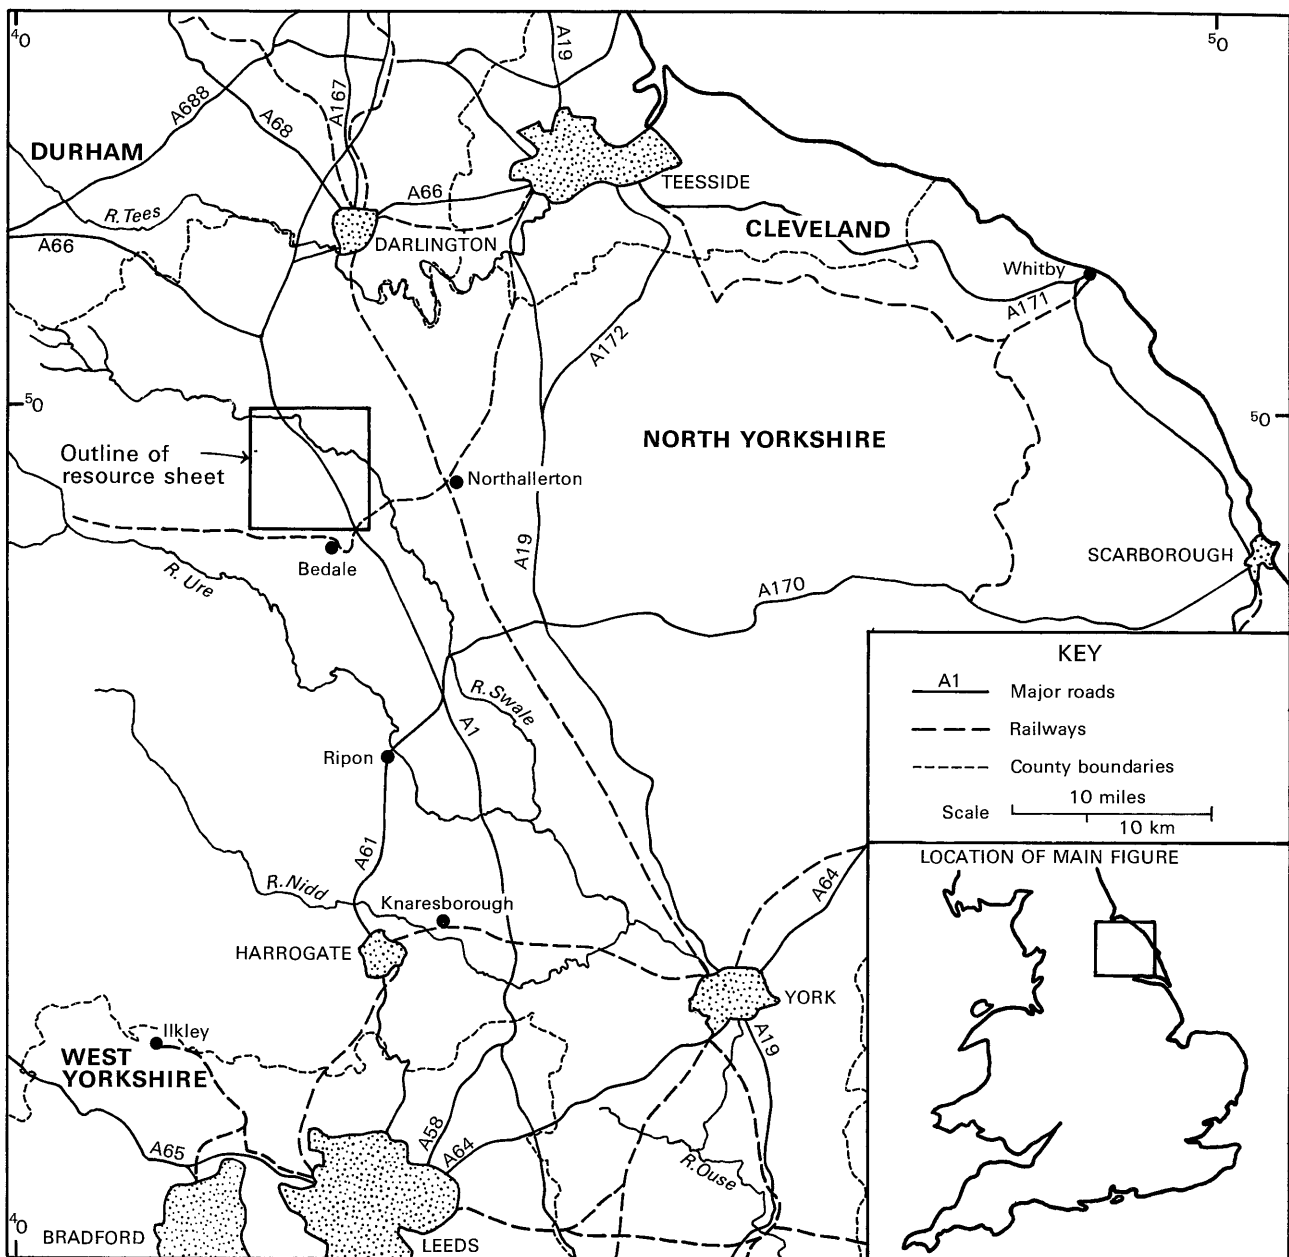 40
50
A19
A688
A167
A68
DURHAM
TEESSIDE
A66
R.Tees
CLEVELAND
A66
DARLINGTON
Whitby
A171
A172
50
50
NORTH YORKSHIRE
Outline of
resource sheet
Northallerton
A19
SCARBOROUGH
Bedale
R. Ure
A170
KEY
A1
Major roads
R. Swale
A1
Railways
Ripon
County boundaries
10 miles
Scale
10 km
A61
LOCATION OF MAIN FIGURE
A64
R.Nidd
Knaresborough
HARROGATE
YORK
Ilkley
A19
WEST
YORKSHIRE
A58
A65
A64
R.Ouse
40
BRADFORD
LEEDS